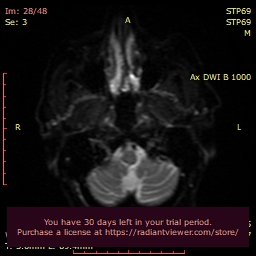 Im: 28/48
Se: 3
A
STP69
STP69
M
Ax DWI B 1000
R
L
You have 30 days left in your trial period.
Purchase a license at https://radiantviewer.com/store/